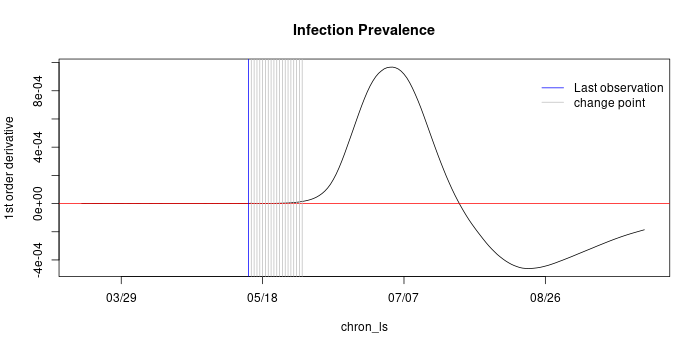 Infection Prevalence
1st order derivative
8e-04
4e-04
0e+00
-4e-04
Last observation
change point
03/29
05/18
07/07
08/26
chron_ls